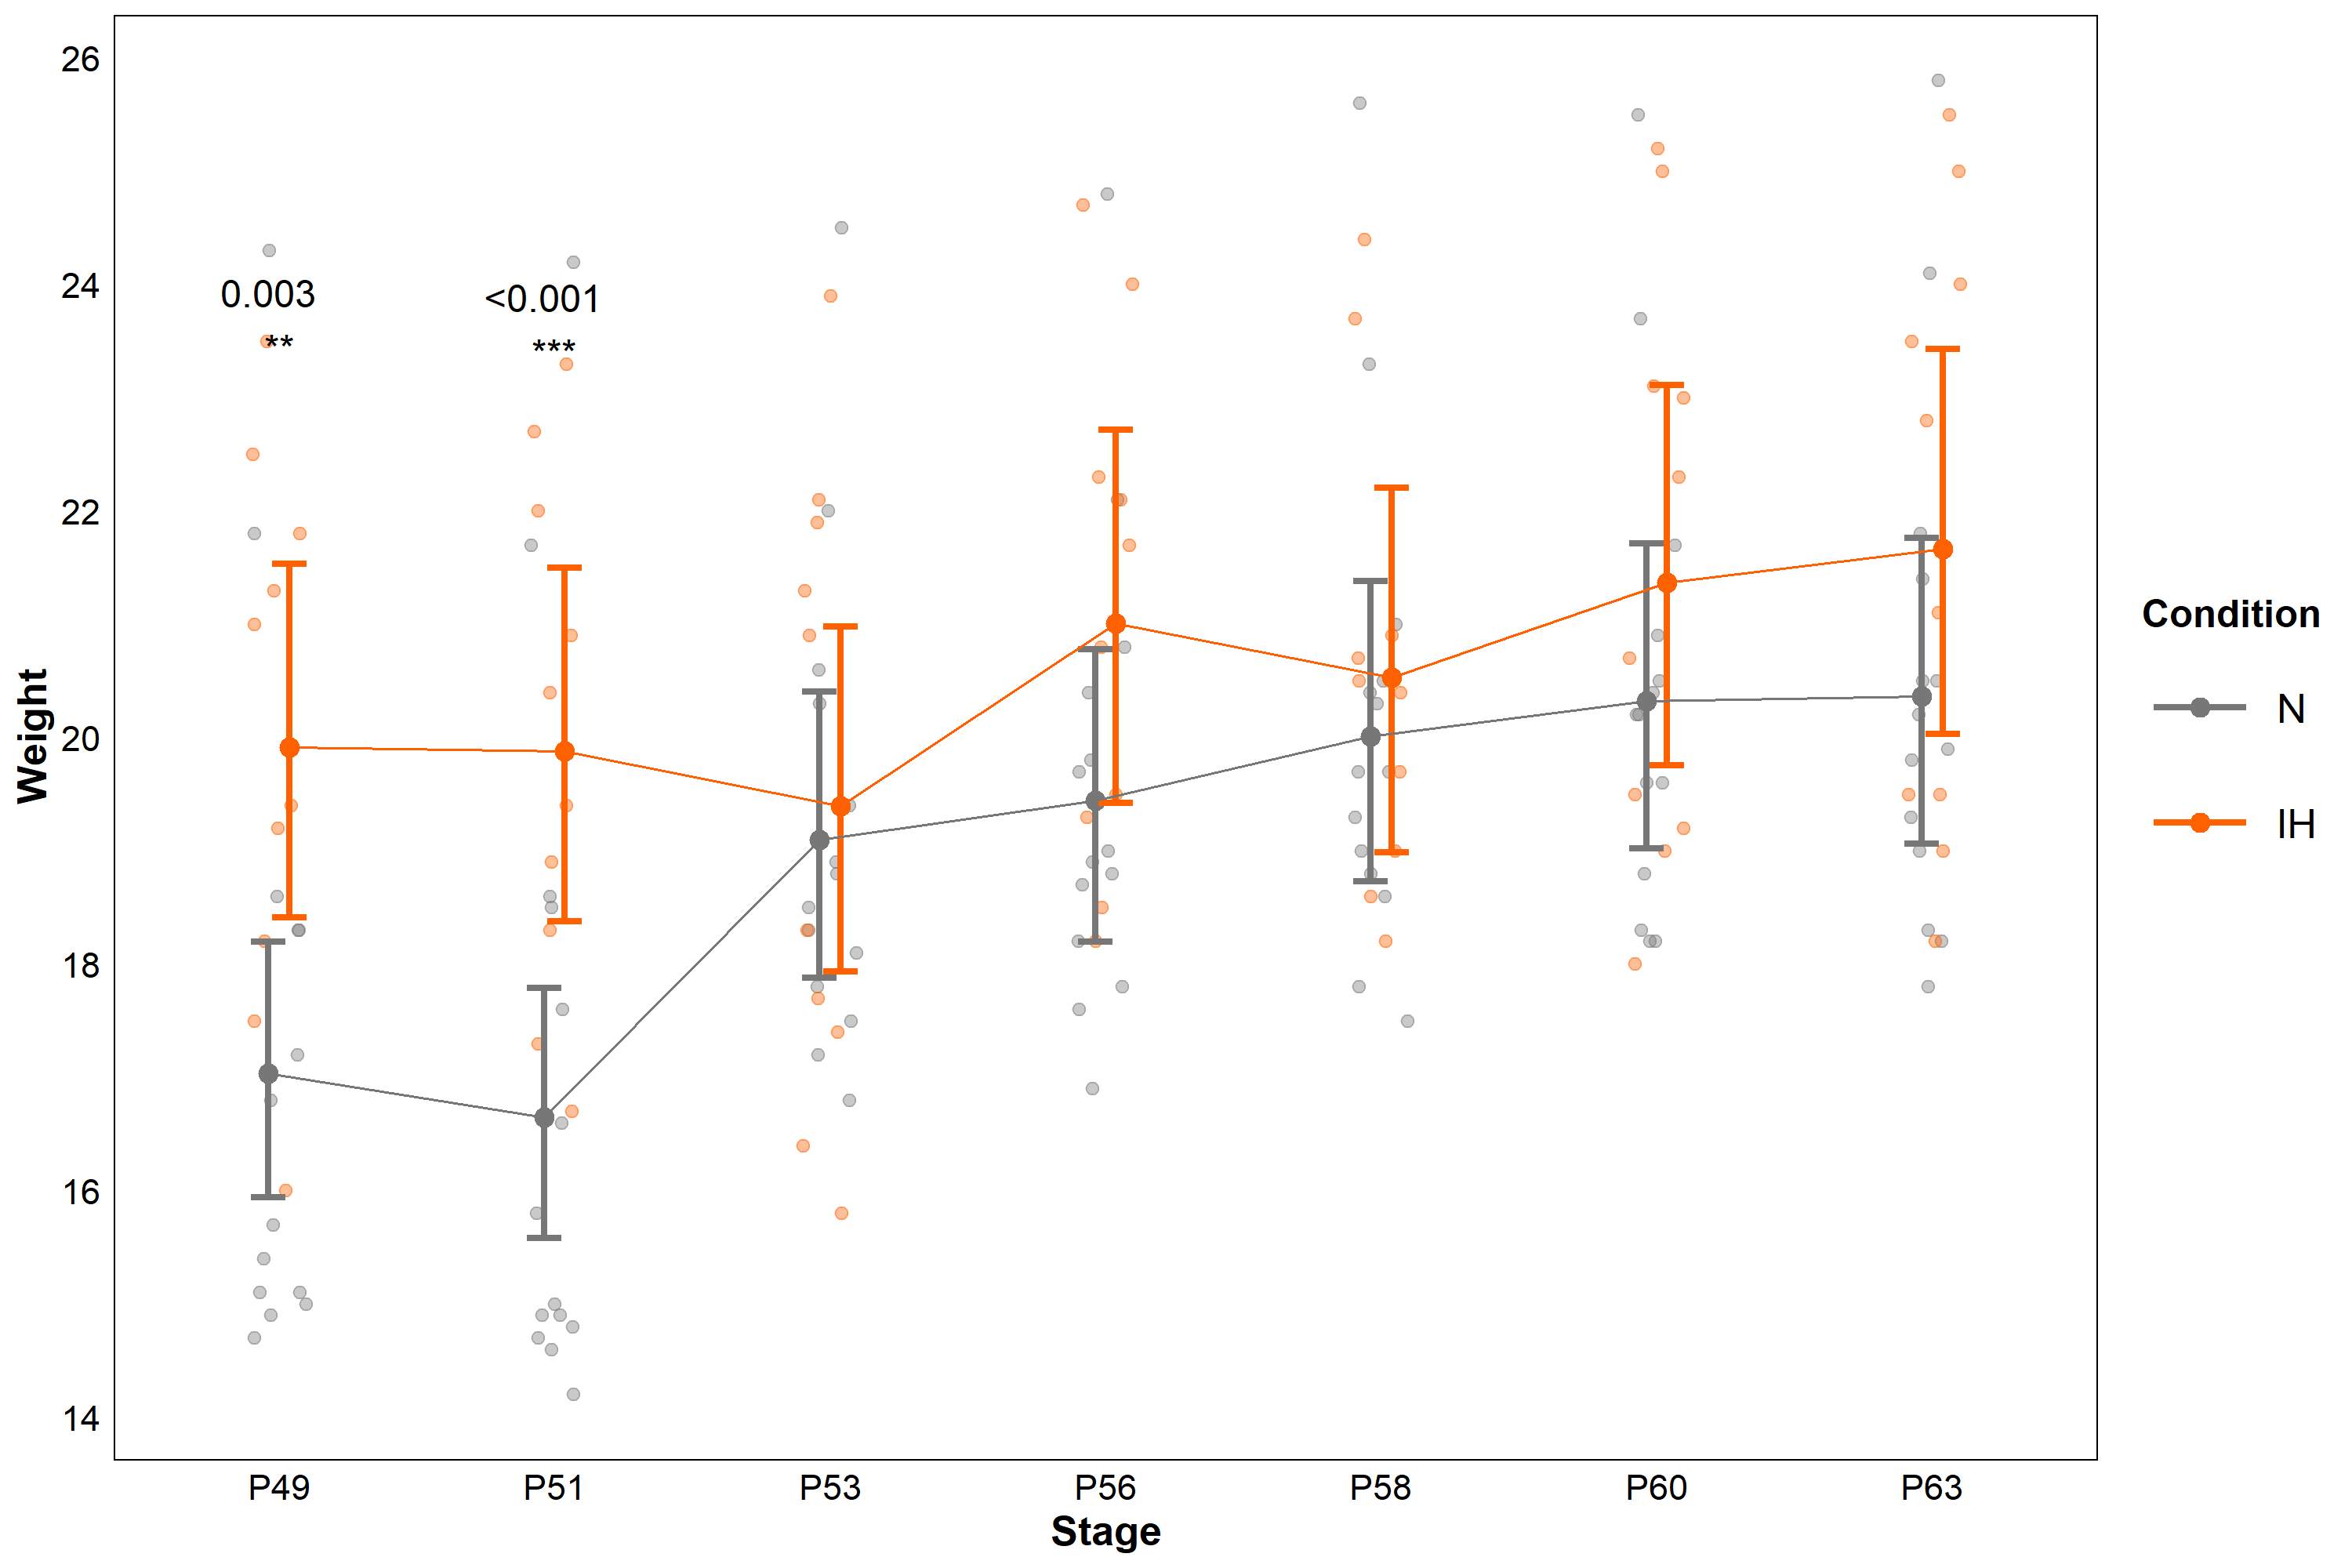 26
24
22
20
18
16
14
Weight
0.003
**
<0.001
***
P49 P51 P53 P56 P58 P60 P63
Stage
Condition
N
IH